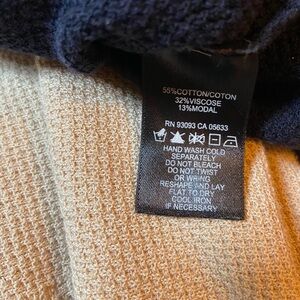 55%COTTON/COTON
32%VISCOSE
13%MODAL
RN 93093 CA 05633
HAND WASH COLD
SEPARATELY
DO NOT BLEACH
DO NOT TWIST
OR WRING
RESHAPE AND LAY
FLAT TO DRY
COOL IRON
IF NECESSARY